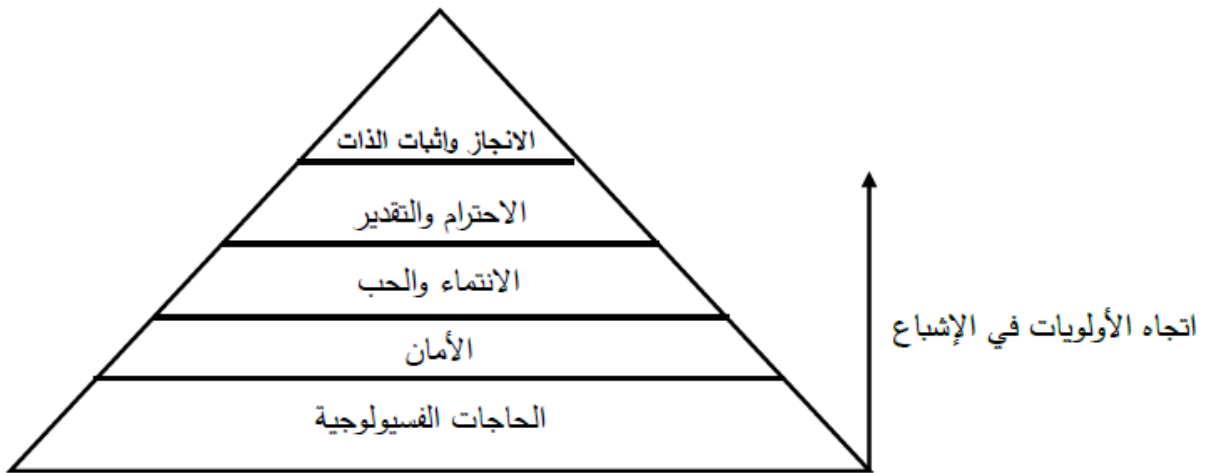 الانجاز واثبات الذات
الاحترام والتقدير
الانتماء والحب
الأمان
الحاجات الفسيولوجية
اتجاه الأولويات في الإشباع